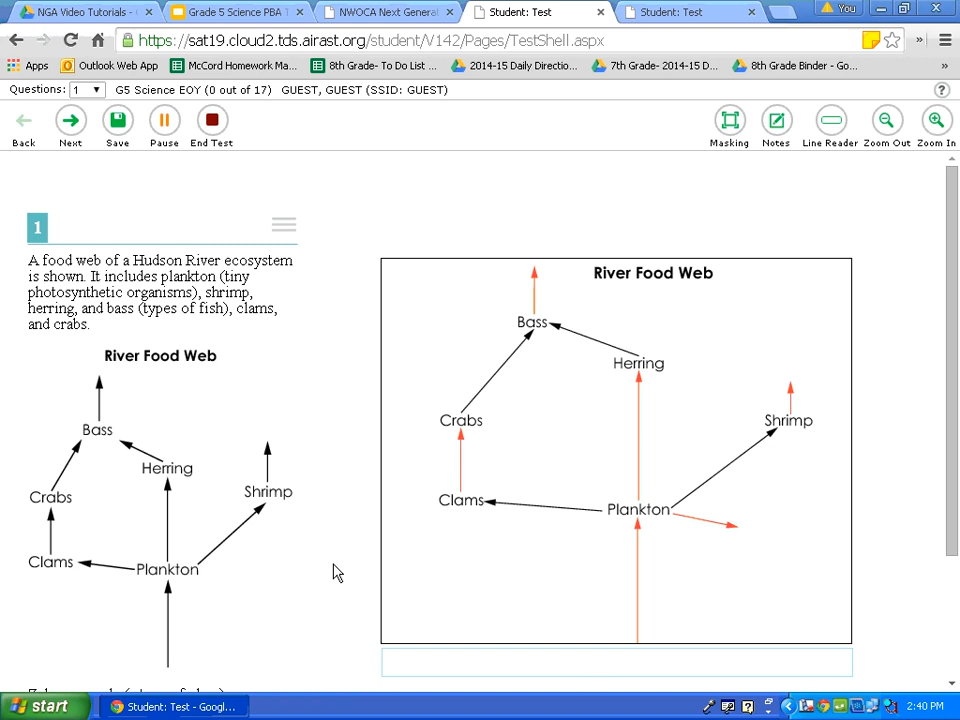 NGA Video Tutorials -
Grade 5 Science PBA T
NWOCA Next Genera
Student: Test
Student: Test
You
https://sat19.cloud2.tds.airast.org/student/V142/Pages/TestShell.aspx
Apps
Outlook Web App
McCord Homework Ma...
8th Grade- To Do List ...
2014-15 Daily Directio...
7th Grade- 2014-15 D...
8th Grade Binder - Go...
Questions: 1 G5 Science EOY (0 out of 17) GUEST, GUEST (SSID: GUEST)
Back Next Save Pause End Test Masking Notes Line Reader Zoom Out Zoom In
1
A food web of a Hudson River ecosystem
is shown. It includes plankton (tiny
photosynthetic organisms), shrimp,
herring, and bass (types of fish), clams,
and crabs.
River Food Web
Bass
Herring
Crabs
Shrimp
Clams
Plankton
River Food Web
Bass
Herring
Crabs
Shrimp
Clams
Plankton
start
Student: Test - Googl...
2:40 PM